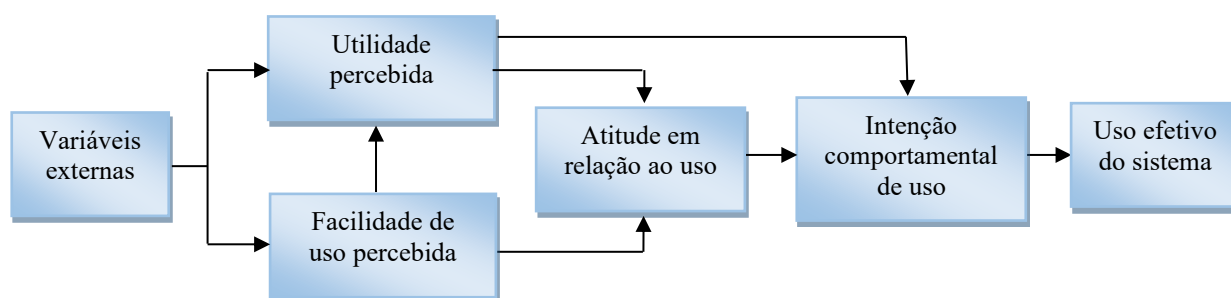 Variáveis
externas
Utilidade
percebida
Facilidade de
uso percebida
Atitude em
relação ao uso
Intenção
comportamental
de uso
Uso efetivo
do sistema